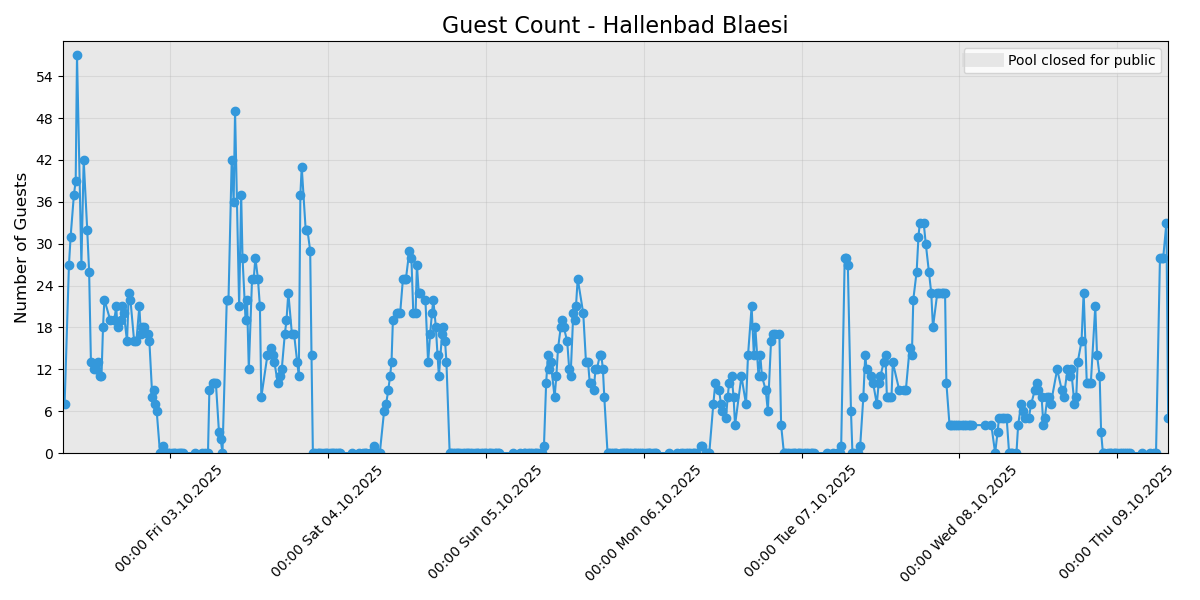 Guest Count - Hallenbad Blaesi
Pool closed for public
Number of Guests
54
48
42
36
30
24
18
12
6
0
00:00 Fri 03.10.2025
00:00 Sat 04.10.2025
00:00 Sun 05.10.2025
00:00 Mon 06.10.2025
00:00 Tue 07.10.2025
00:00 Wed 08.10.2025
00:00 Thu 09.10.2025